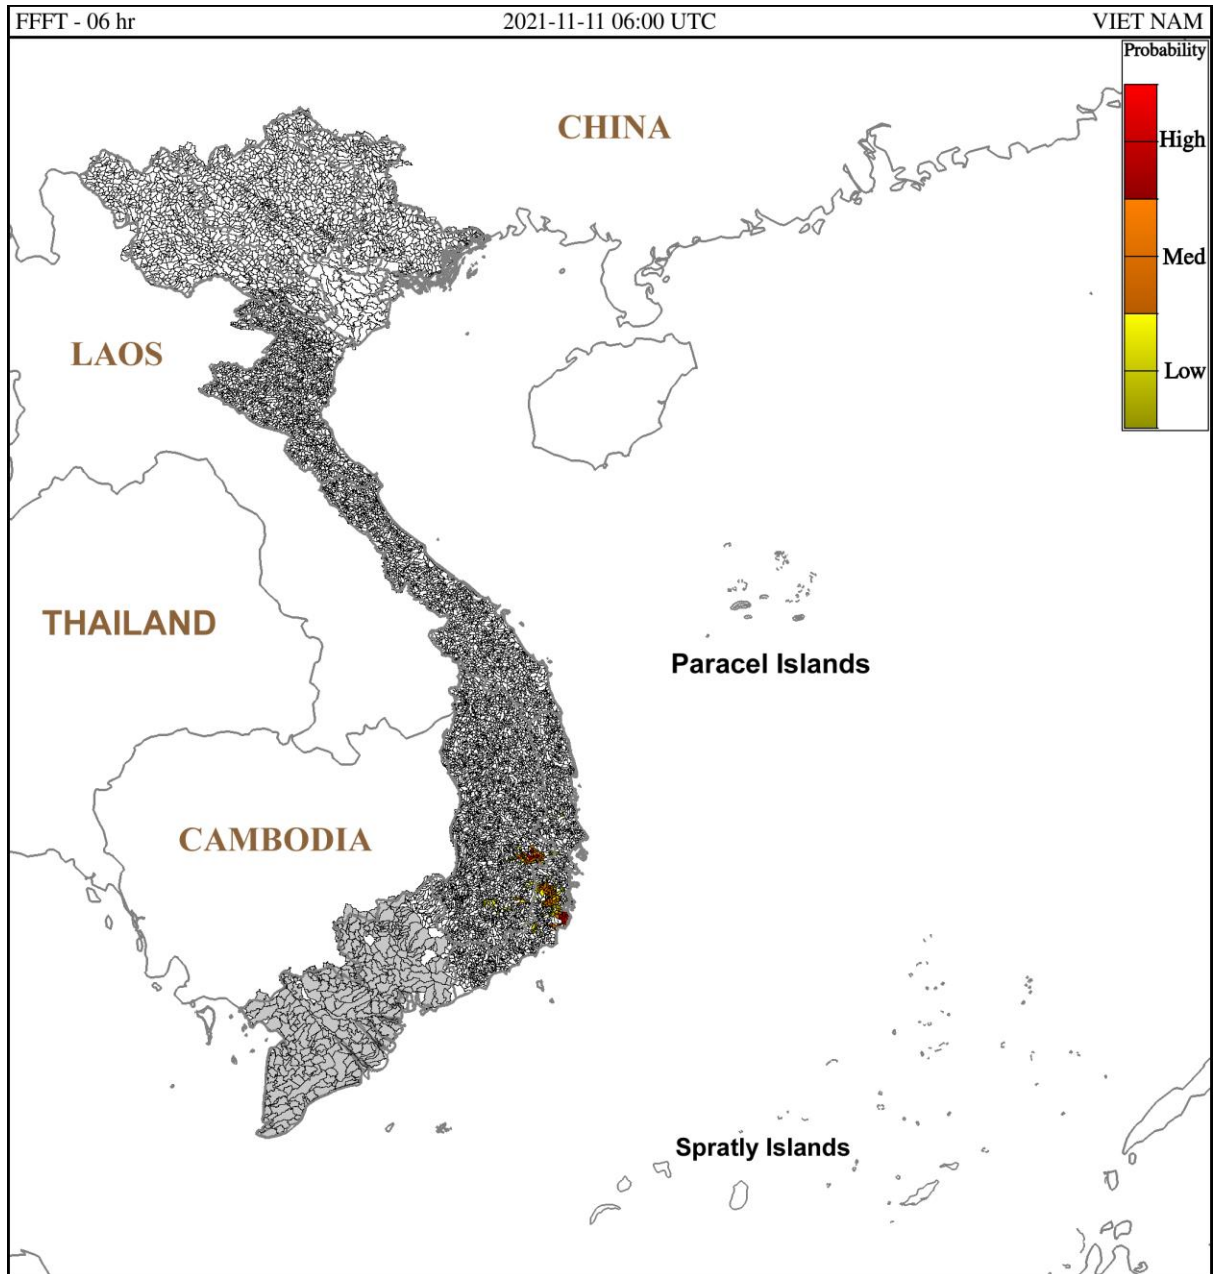 FFFT - 06 hr 2021-11-11 06:00 UTC VIET NAM
Probability
CHINA
High
Med
LAOS
Low
THAILAND
Paracel Islands
CAMBODIA
Spratly Islands